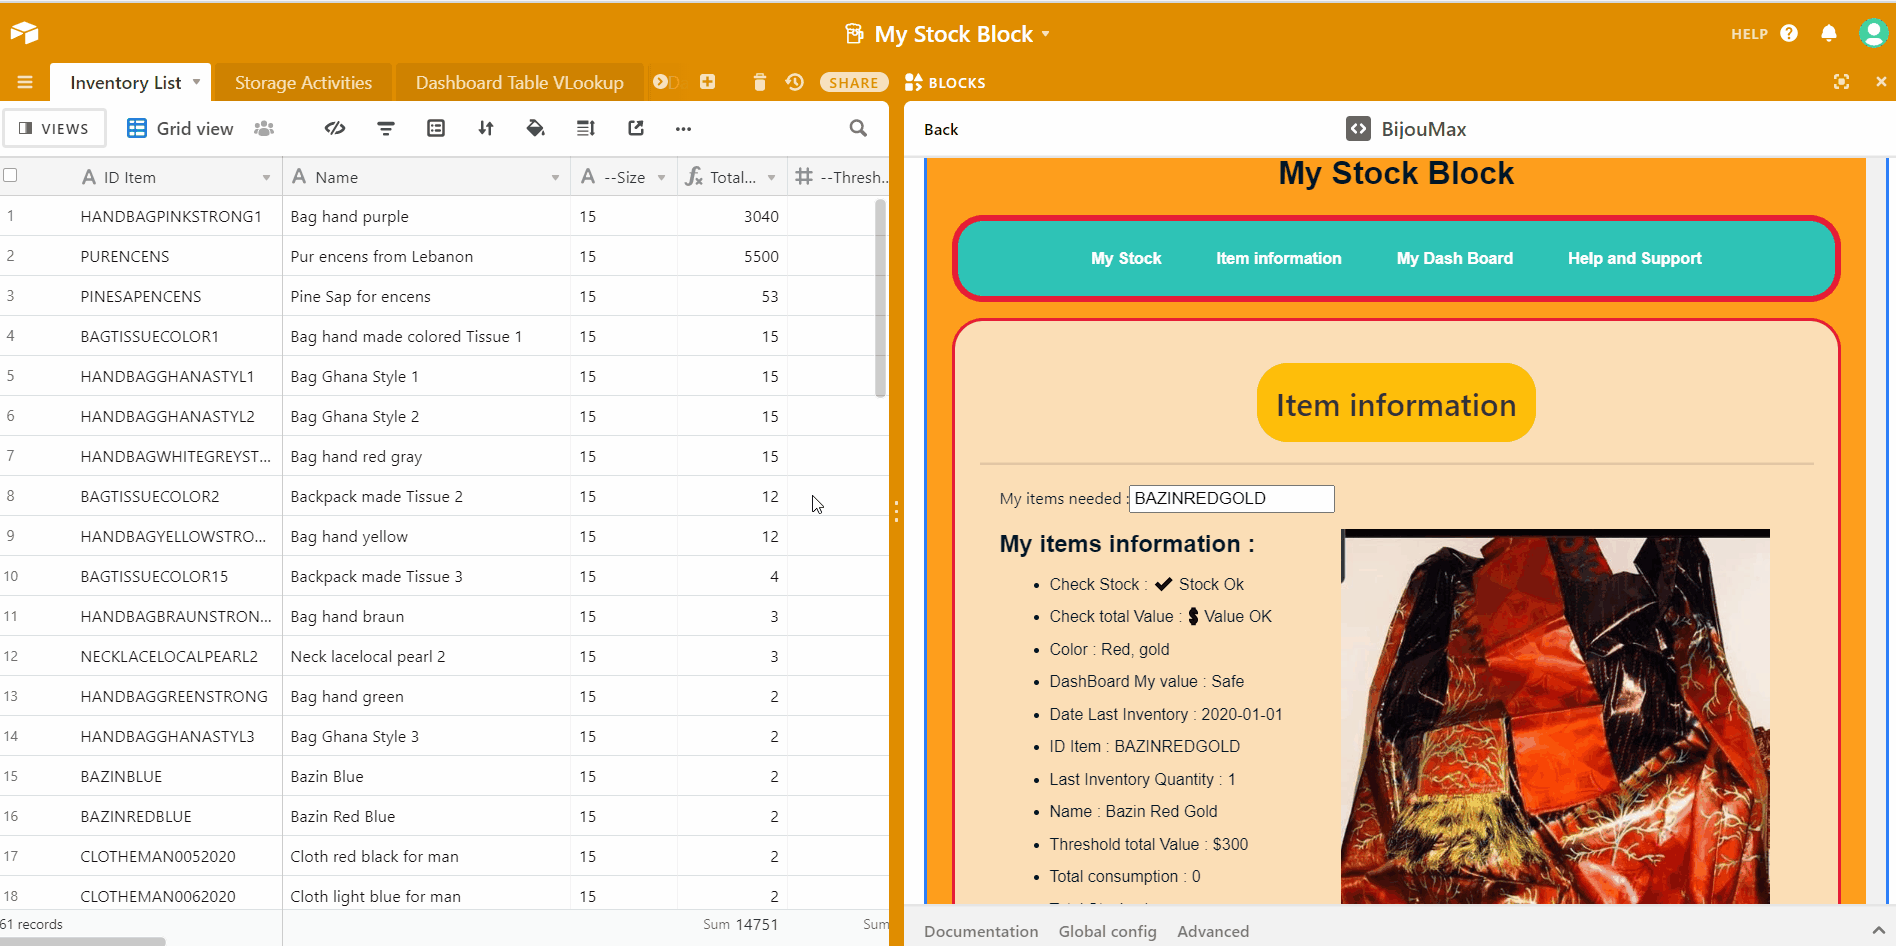 My Stock Block
HELP
Inventory List
Storage Activities
Dashboard Table VLookup
SHARE
BLOCKS
VIEWS
Grid view
Back
BijouMax
ID Item
Name
--Size
Total...
--Thresh...
1 HANDBAGPINKSTRONG1 Bag hand purple 15 3040
2 PURENCENS Pur encens from Lebanon 15 5500
3 PINESAPENCENS Pine Sap for encens 15 53
4 BAGTISSUECOLOR1 Bag hand made colored Tissue 1 15 15
5 HANDBAGGHANASTYL1 Bag Ghana Style 1 15 15
6 HANDBAGGHANASTYL2 Bag Ghana Style 2 15 15
7 HANDBAGWHITEGREYST... Bag hand red gray 15 15
8 BAGTISSUECOLOR2 Backpack made Tissue 2 15 12
9 HANDBAGYELLOWSTRO... Bag hand yellow 15 12
10 BAGTISSUECOLOR15 Backpack made Tissue 3 15 4
11 HANDBAGBRAUNSTRON... Bag hand braun 15 3
12 NECKLACELOCALPEARL2 Neck lacelocal pearl 2 15 3
13 HANDBAGGREENSTRONG Bag hand green 15 2
14 HANDBAGGHANASTYL3 Bag Ghana Style 3 15 2
15 BAZINBLUE Bazin Blue 15 2
16 BAZINREDBLUE Bazin Red Blue 15 2
17 CLOTHEMAN0052020 Cloth red black for man 15 2
18 CLOTHEMAN0062020 Cloth light blue for man 15 2
61 records
Sum 14751
Sum
My Stock Block
My Stock
Item information
My Dash Board
Help and Support
Item information
My items needed : BAZINREDGOLD
My items information :
Check Stock : ✔ Stock Ok
Check total Value : $ Value OK
Color : Red, gold
DashBoard My value : Safe
Date Last Inventory : 2020-01-01
ID Item : BAZINREDGOLD
Last Inventory Quantity : 1
Name : Bazin Red Gold
Threshold total Value : $300
Total consumption : 0
Documentation
Global config
Advanced